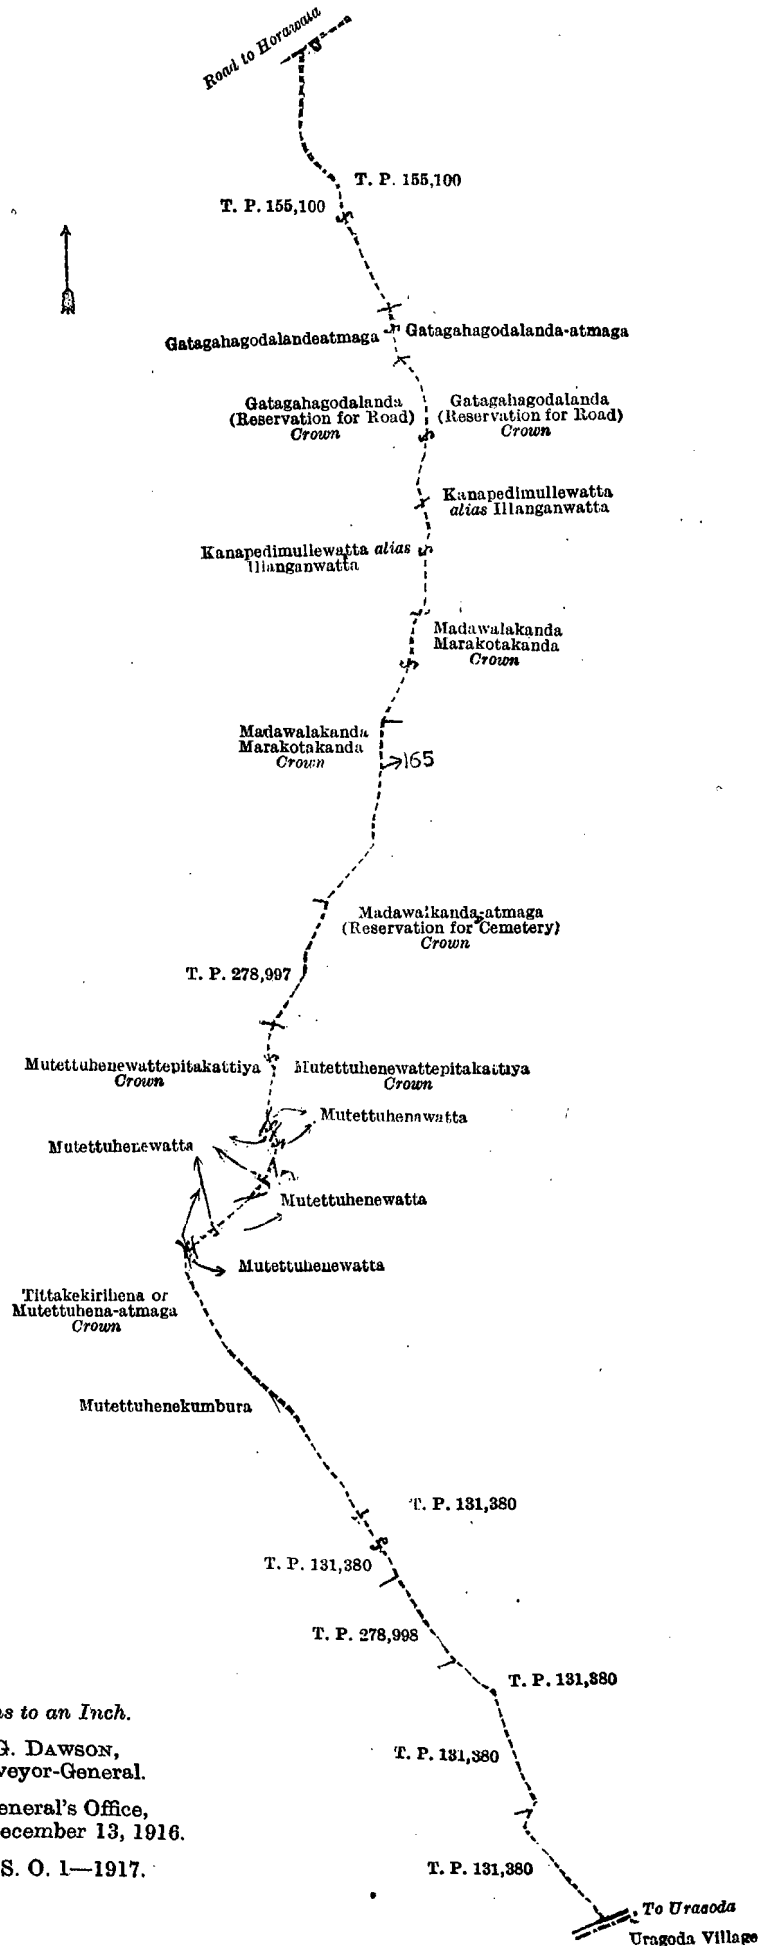 Road to Horawala
T. P. 155,100
T. P. 155,100
Gatagahagodalandeatmaga
Gatagahagodalanda-atmaga
Gatagahagodalanda
(Reservation for Road)
Crown
Gatagahagodalanda
(Reservation for Road)
Crown
Kanapedimullewatta
alias Illanganwatta
Kanapedimullewatta alias
Illanganwatta
Madawalakanda
Marakotakanda
Crown
Madawalakanda
Marakotakanda
Crown
165
Madawalkanda-atmaga
(Reservation for Cemetery)
Crown
T. P. 278,997
Mutettuhenewattepitakattiya
Crown
Mutettuhenewattepitakattiya
Crown
Mutettuhenewatta
Mutettuhenewatta
Mutettuhenewatta
Mutettuhenewatta
Tittakekirihena or
Mutettuhena-atmaga
Crown
Mutettuhenekumbura
T. P. 131,380
T. P. 131,380
T. P. 278,998
T. P. 131,380
T. P. 131,380
T. P. 131,380
ns to an Inch.
G. DAWSON,
veyor-General.
eneral's Office,
ecember 13, 1916.
S. O. 1—1917.
To Uragoda
Uragoda Village